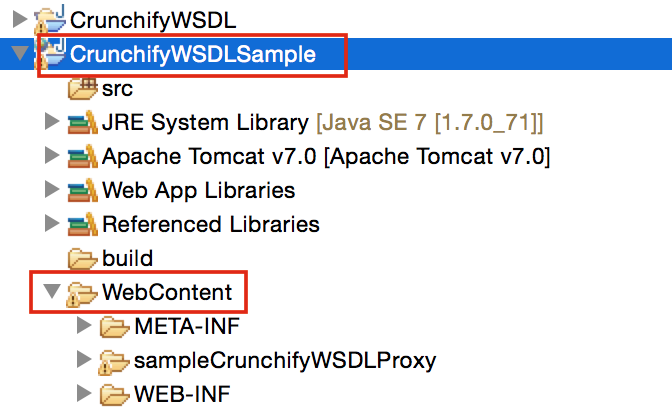 CrunchifyWSDL
CrunchifyWSDLSample
src
JRE System Library [Java SE 7 [1.7.0_71]]
Apache Tomcat v7.0 [Apache Tomcat v7.0]
Web App Libraries
Referenced Libraries
build
WebContent
META-INF
sampleCrunchifyWSDLProxy
WEB-INF